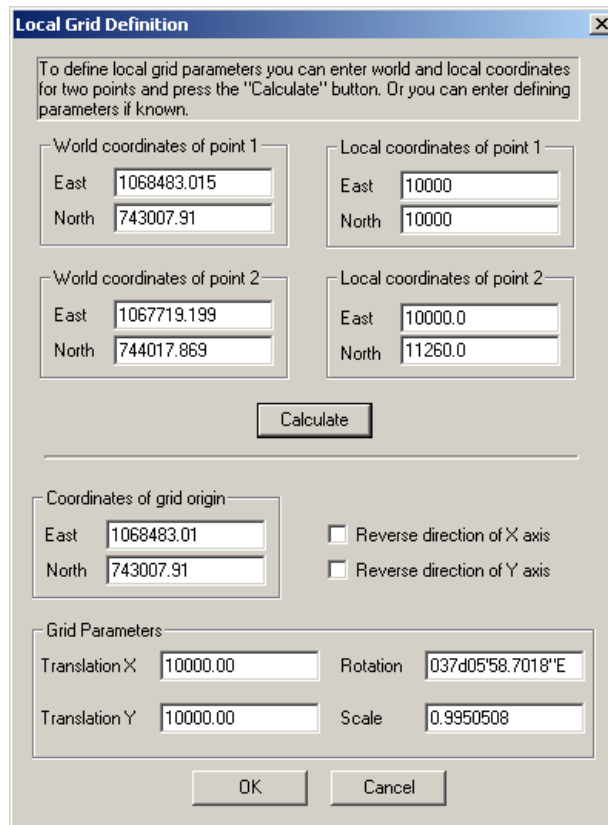 Local Grid Definition
To define local grid parameters you can enter world and local coordinates
for two points and press the "Calculate" button. Or you can enter defining
parameters if known.
World coordinates of point 1
East 1068483.015
North 743007.91
Local coordinates of point 1
East 10000
North 10000
World coordinates of point 2
East 1067719.199
North 744017.869
Local coordinates of point 2
East 10000.0
North 11260.0
Calculate
Coordinates of grid origin
East 1068483.01
North 743007.91
Reverse direction of X axis
Reverse direction of Y axis
Grid Parameters
Translation X 10000.00
Rotation 037d05'58.7018"E
Translation Y 10000.00
Scale 0.9950508
OK
Cancel